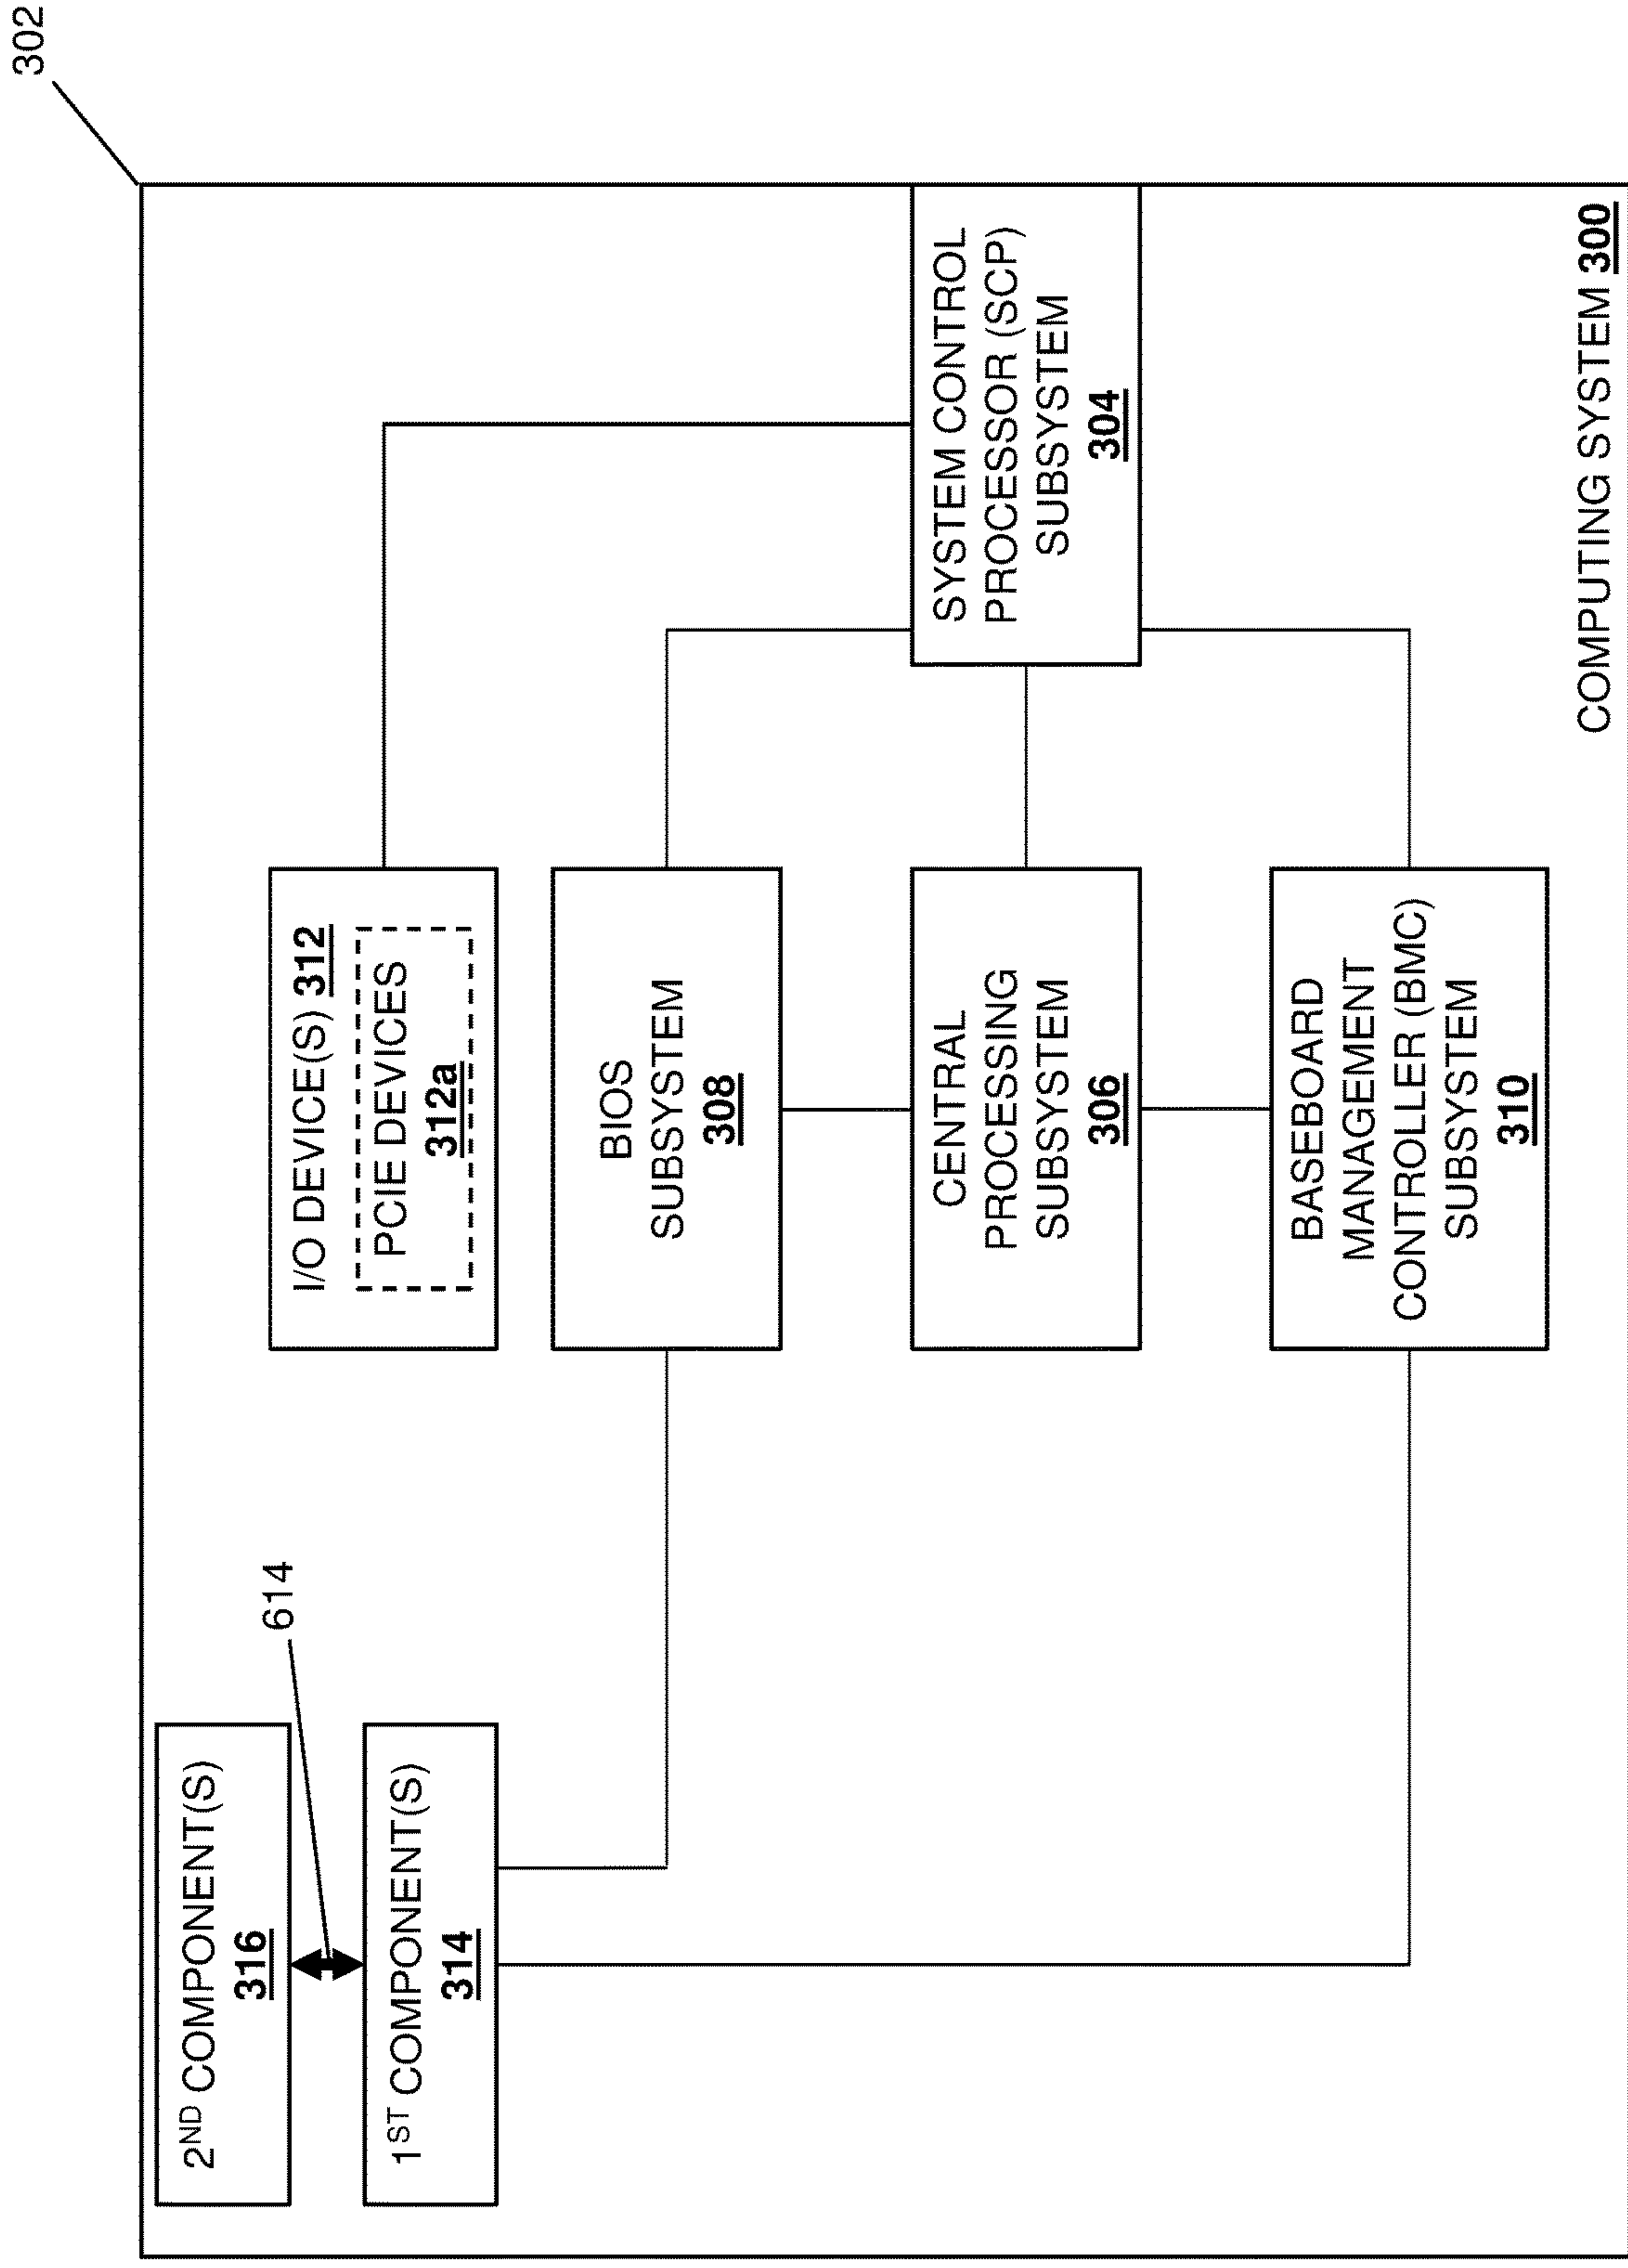 302
2ND COMPONENT(S)
316
614
1ST COMPONENT(S)
314
I/O DEVICE(S) 312
PCIE DEVICES
312a
BIOS
SUBSYSTEM
308
CENTRAL
PROCESSING
SUBSYSTEM
306
SYSTEM CONTROL
PROCESSOR (SCP)
SUBSYSTEM
304
BASEBOARD
MANAGEMENT
CONTROLLER (BMC)
SUBSYSTEM
310
COMPUTING SYSTEM 300